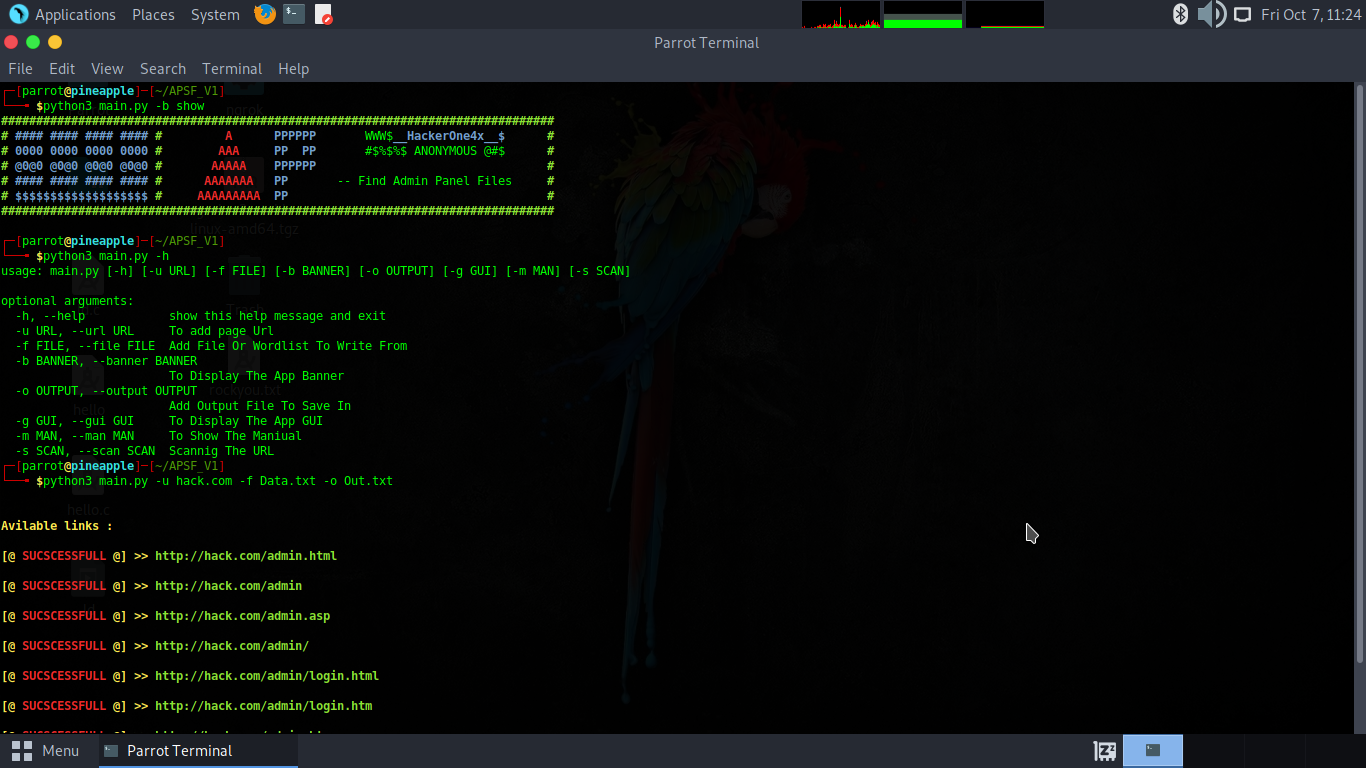 Applications Places System Fri Oct 7, 11:24
Parrot Terminal
File Edit View Search Terminal Help
┌─[parrot@pineapple]─[~/APSF_V1]
└──╼ $python3 main.py -b show
###############################################################################
# #### #### #### #### # A PPPPPP WWW$__HackerOne4x__$ #
# 0000 0000 0000 0000 # AAA PP PP #$%$%$ ANONYMOUS @#$ #
# @0@0 @0@0 @0@0 @0@0 # AAAAA PPPPPP #
# #### #### #### #### # AAAAAAA PP -- Find Admin Panel Files #
# $$$$$$$$$$$$$$$$$$$ # AAAAAAAAA PP #
###############################################################################
linux-amd64.tgz
┌─[parrot@pineapple]─[~/APSF_V1]
└──╼ $python3 main.py -h
usage: main.py [-h] [-u URL] [-f FILE] [-b BANNER] [-o OUTPUT] [-g GUI] [-m MAN] [-s SCAN]
optional arguments:
-h, --help show this help message and exit
-u URL, --url URL To add page Url
-f FILE, --file FILE Add File Or Wordlist To Write From
-b BANNER, --banner BANNER
To Display The App Banner
-o OUTPUT, --output OUTPUT
rockyou.txt
Add Output File To Save In
hello
-g GUI, --gui GUI To Display The App GUI
-m MAN, --man MAN To Show The Maniual
-s SCAN, --scan SCAN Scannig The URL
┌─[parrot@pineapple]─[~/APSF_V1]
└──╼ $python3 main.py -u hack.com -f Data.txt -o Out.txt
hello.c
Avilable links :
[@ SUCSCESSFULL @] >> http://hack.com/admin.html
[@ SUCSCESSFULL @] >> http://hack.com/admin
[@ SUCSCESSFULL @] >> http://hack.com/admin.asp
[@ SUCSCESSFULL @] >> http://hack.com/admin/
[@ SUCSCESSFULL @] >> http://hack.com/admin/login.html
[@ SUCSCESSFULL @] >> http://hack.com/admin/login.htm
Menu Parrot Terminal